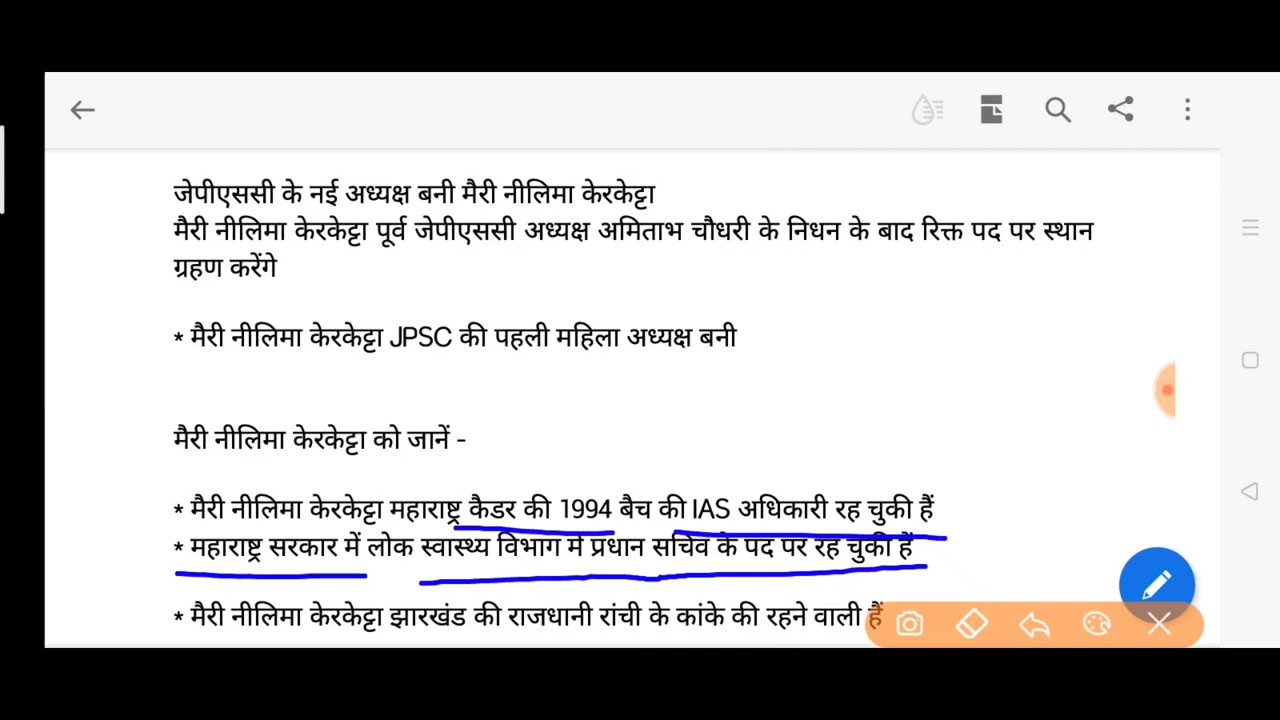 जेपीएससी के नई अध्यक्ष बनी मैरी नीलिमा केरकेट्टा
मैरी नीलिमा केरकेट्टा पूर्व जेपीएससी अध्यक्ष अमिताभ चौधरी के निधन के बाद रिक्त पद पर स्थान
ग्रहण करेंगे
* मैरी नीलिमा केरकेट्टा JPSC की पहली महिला अध्यक्ष बनी
मैरी नीलिमा केरकेट्टा को जानें -
* मैरी नीलिमा केरकेट्टा महाराष्ट्र कैडर की 1994 बैच की IAS अधिकारी रह चुकी हैं
* महाराष्ट्र सरकार में लोक स्वास्थ्य विभाग में प्रधान सचिव के पद पर रह चुकी हैं
* मैरी नीलिमा केरकेट्टा झारखंड की राजधानी रांची के कांके की रहने वाली हैं